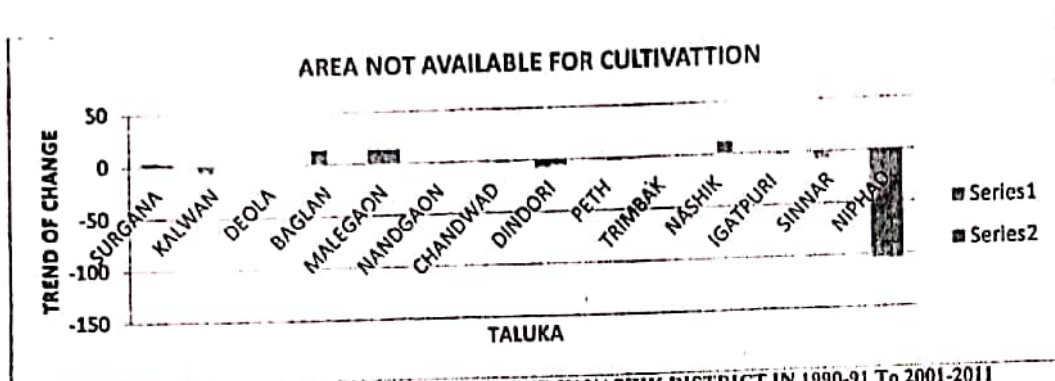 AREA NOT AVAILABLE FOR CULTIVATTION
TREND OF CHANGE
50
0
-50
-100
-150
SURGANA
KALWAN
DEOLA
BAGLAN
MALEGAON
NANDGAON
CHANDWAD
DINDORI
PETH
TRIMBAK
NASHIK
IGATPURI
SINNAR
NIPHAD
TALUKA
Series1
Series2
DISTRICT IN 1990-91 To 2001-2011